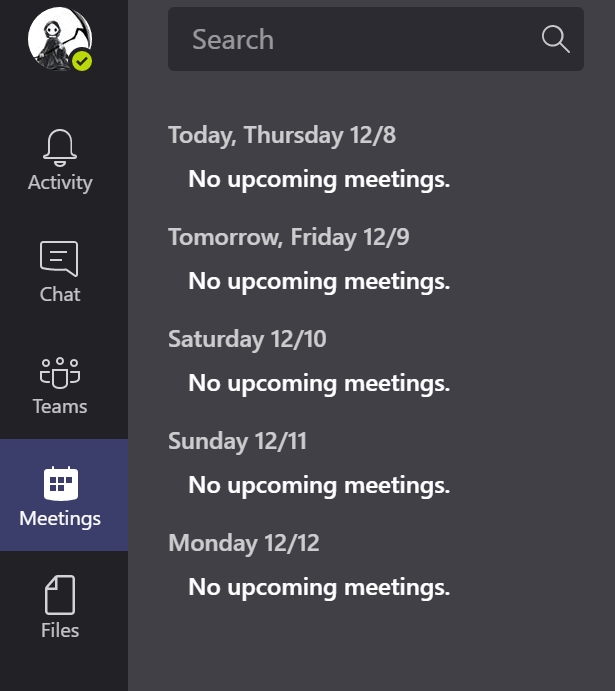 Search
Activity
Chat
Teams
Meetings
Files
Today, Thursday 12/8
No upcoming meetings.
Tomorrow, Friday 12/9
No upcoming meetings.
Saturday 12/10
No upcoming meetings.
Sunday 12/11
No upcoming meetings.
Monday 12/12
No upcoming meetings.